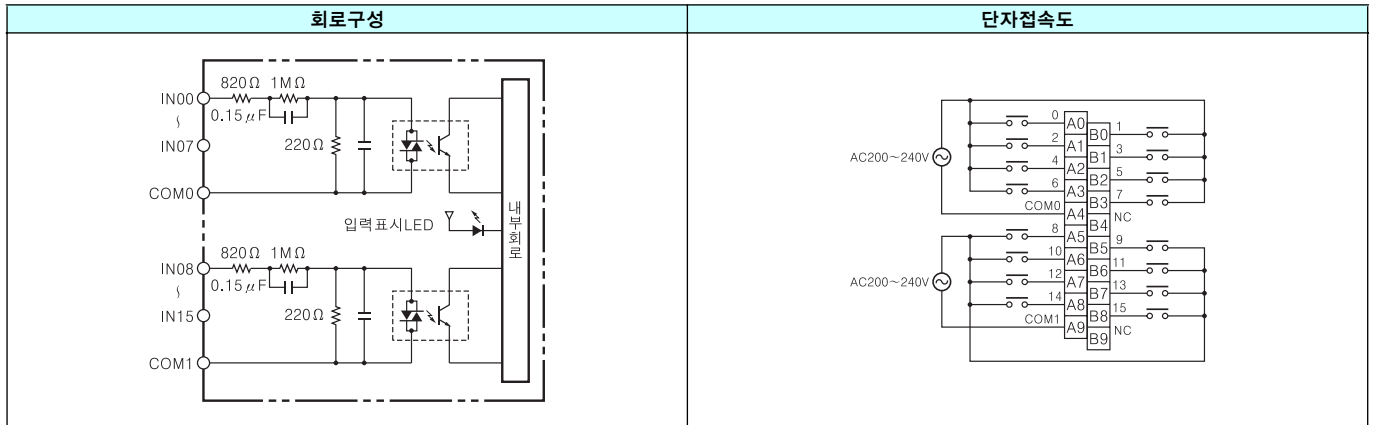 회로구성
단자접속도
820Ω 1MΩ
IN00
0.15μF
~
IN07
220Ω
COM0
입력표시LED
내부회로
820Ω 1MΩ
IN08
0.15μF
~
IN15
220Ω
COM1
0 A0
B0 1
2 A1
B1 3
AC200~240V
4 A2
B2 5
6 A3
B3 7
COM0 A4
B4 NC
8 A5
B5 9
10 A6
B6 11
AC200~240V
12 A7
B7 13
14 A8
B8 15
COM1 A9
B9 NC